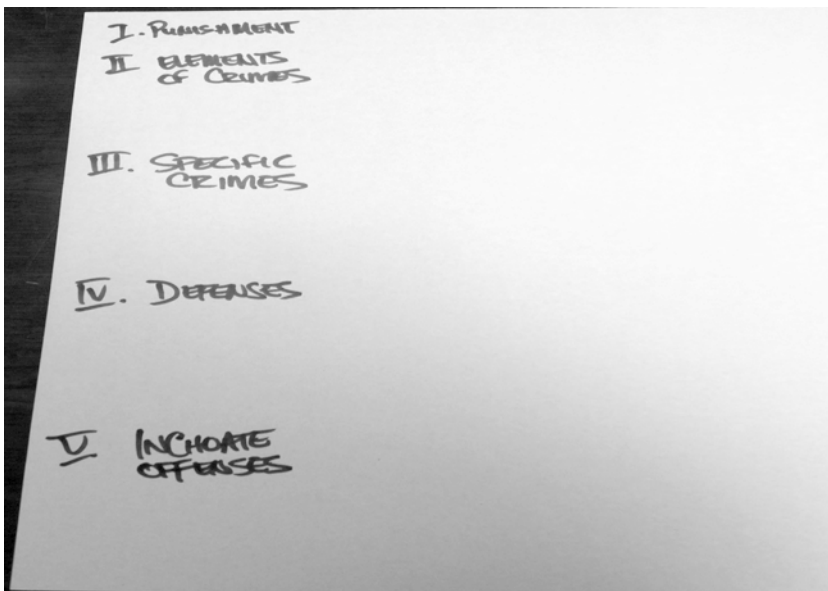 I. PUNISHMENT
II ELEMENTS
OF CRIMES
III. SPECIFIC
CRIMES
IV. DEFENSES
V INCHOATE
OFFENSES